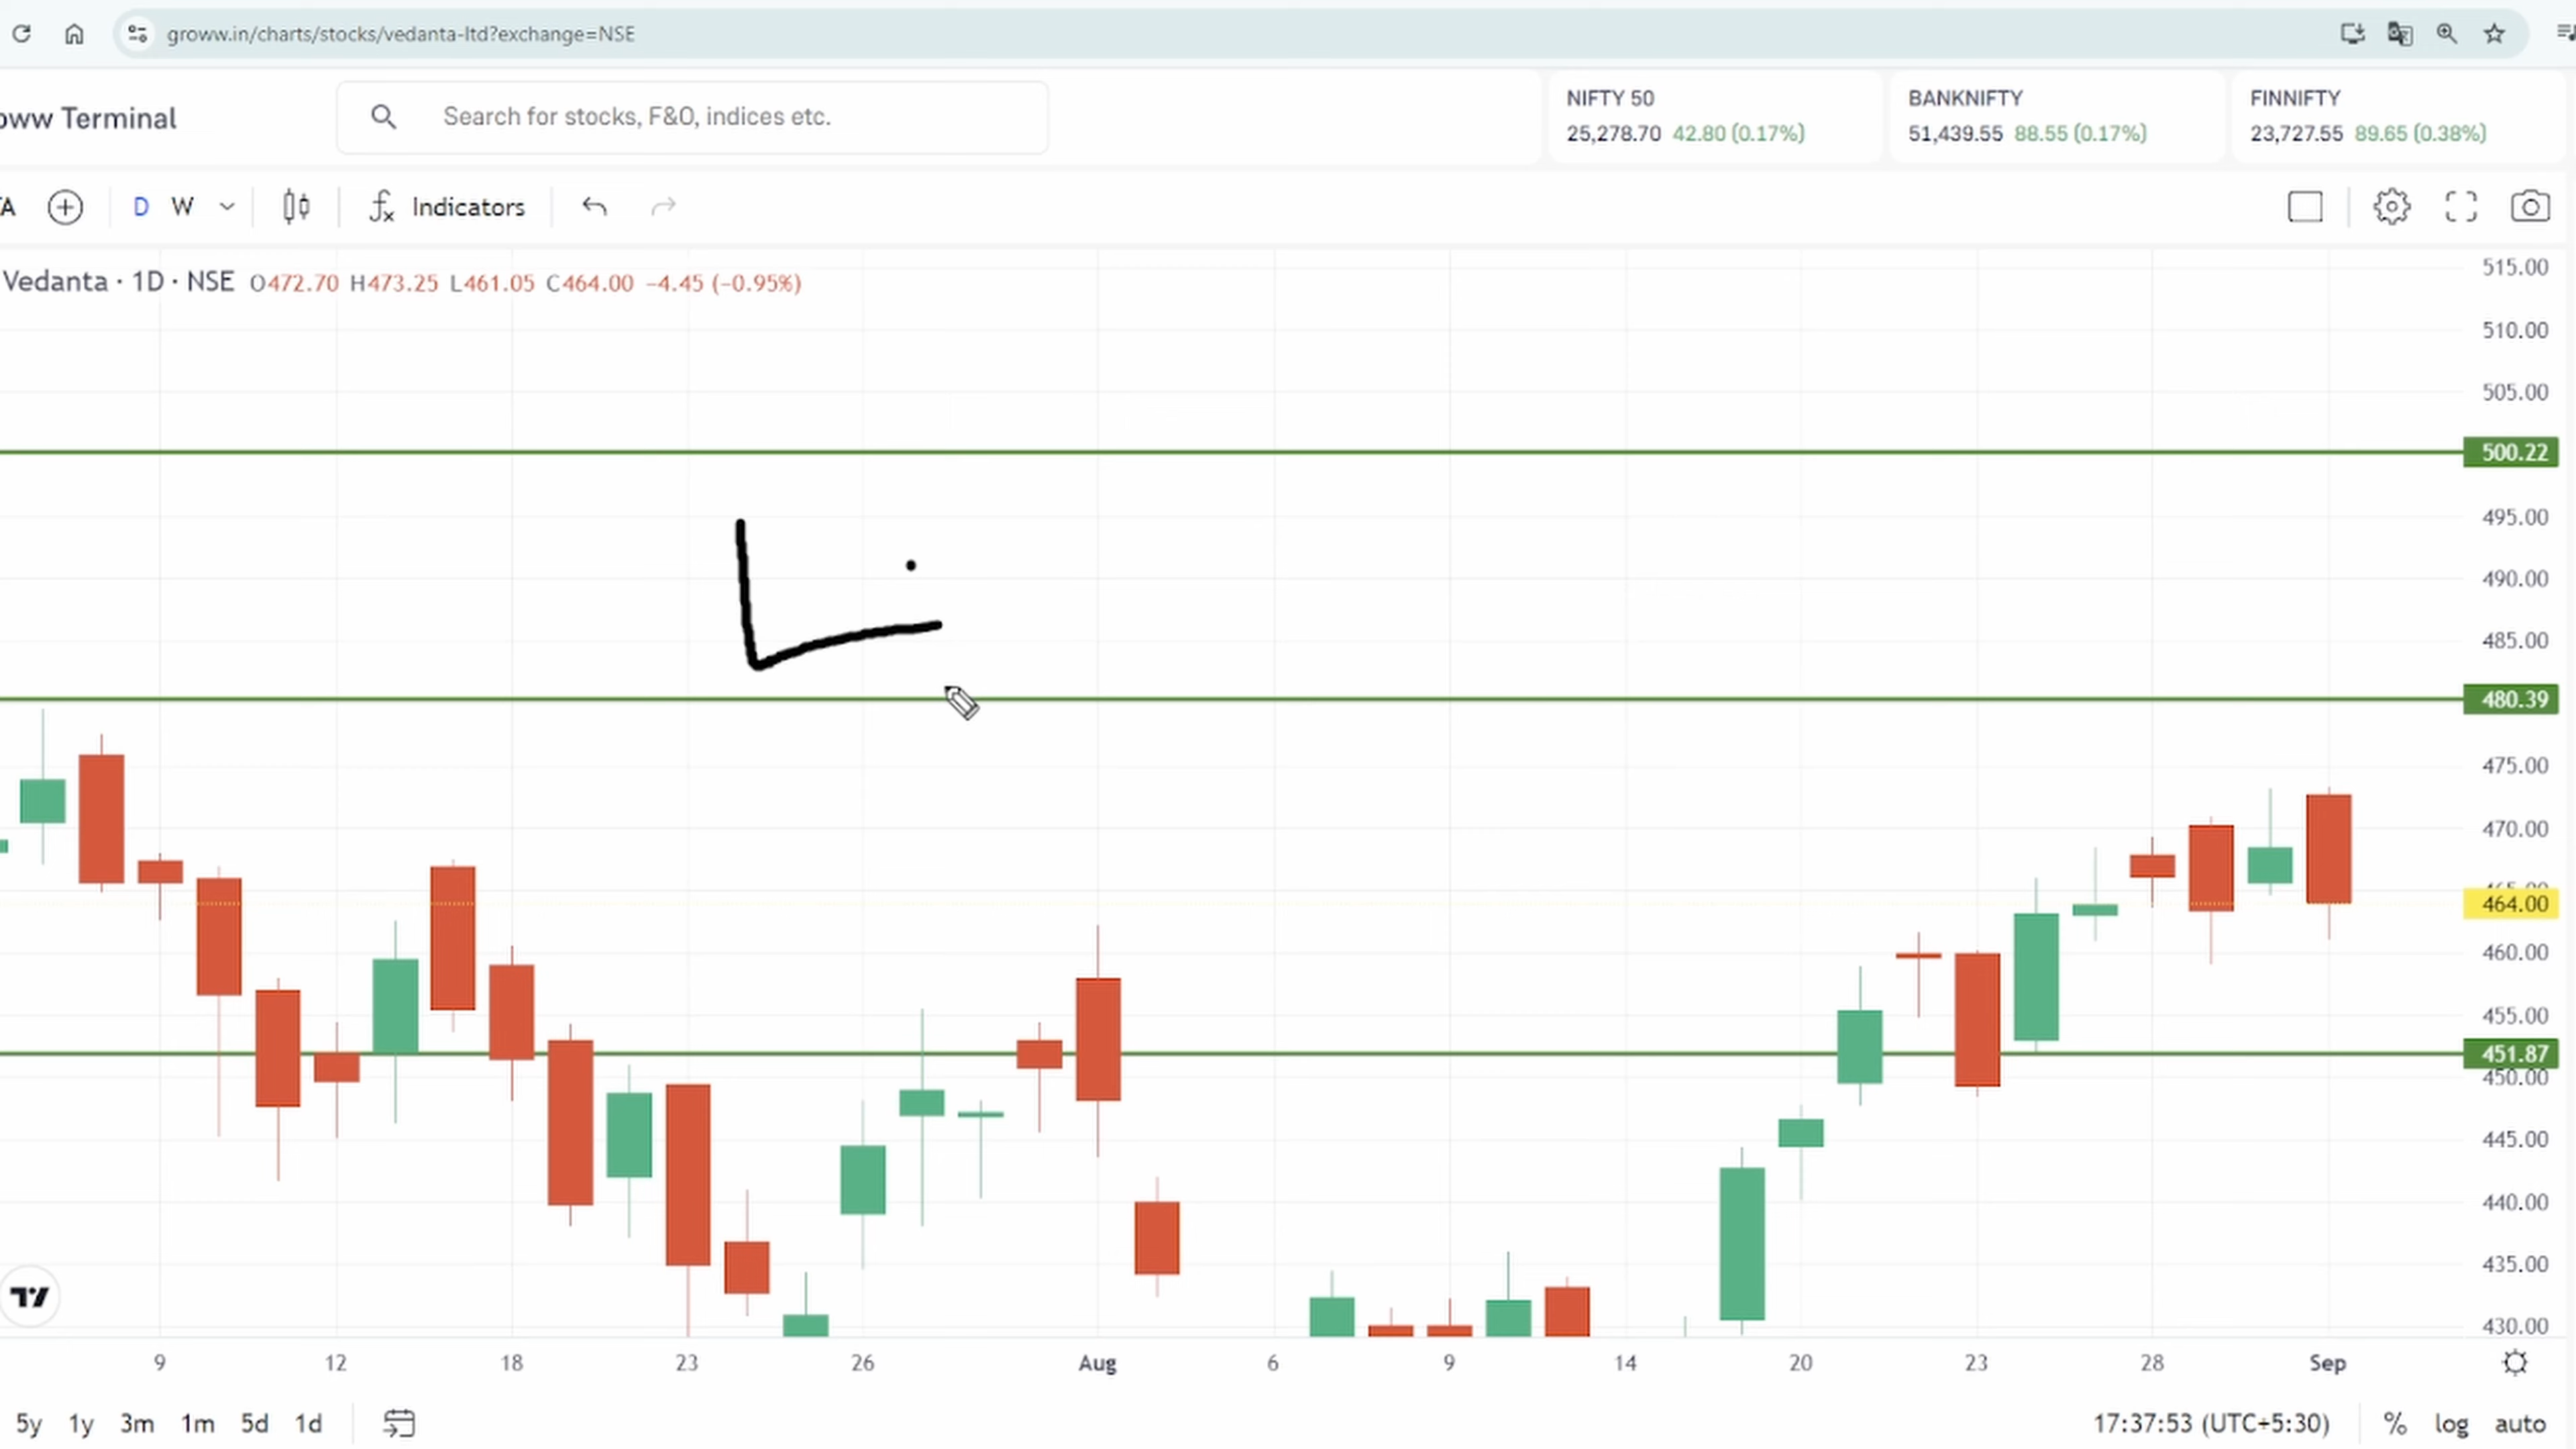 groww.in/charts/stocks/vedanta-ltd?exchange=NSE
oww Terminal
Search for stocks, F&O, indices etc.
NIFTY 50
25,278.70 42.80 (0.17%)
BANKNIFTY
51,439.55 88.55 (0.17%)
FINNIFTY
23,727.55 89.65 (0.38%)
TA
D W
Indicators
Vedanta · 1D · NSE O472.70 H473.25 L461.05 C464.00 −4.45 (−0.95%)
515.00
510.00
505.00
500.22
495.00
490.00
485.00
480.39
475.00
470.00
465.00
464.00
460.00
455.00
451.87
450.00
445.00
440.00
435.00
430.00
9 12 18 23 26 Aug 6 9 14 20 23 28 Sep
5y 1y 3m 1m 5d 1d
17:37:53 (UTC+5:30) % log auto